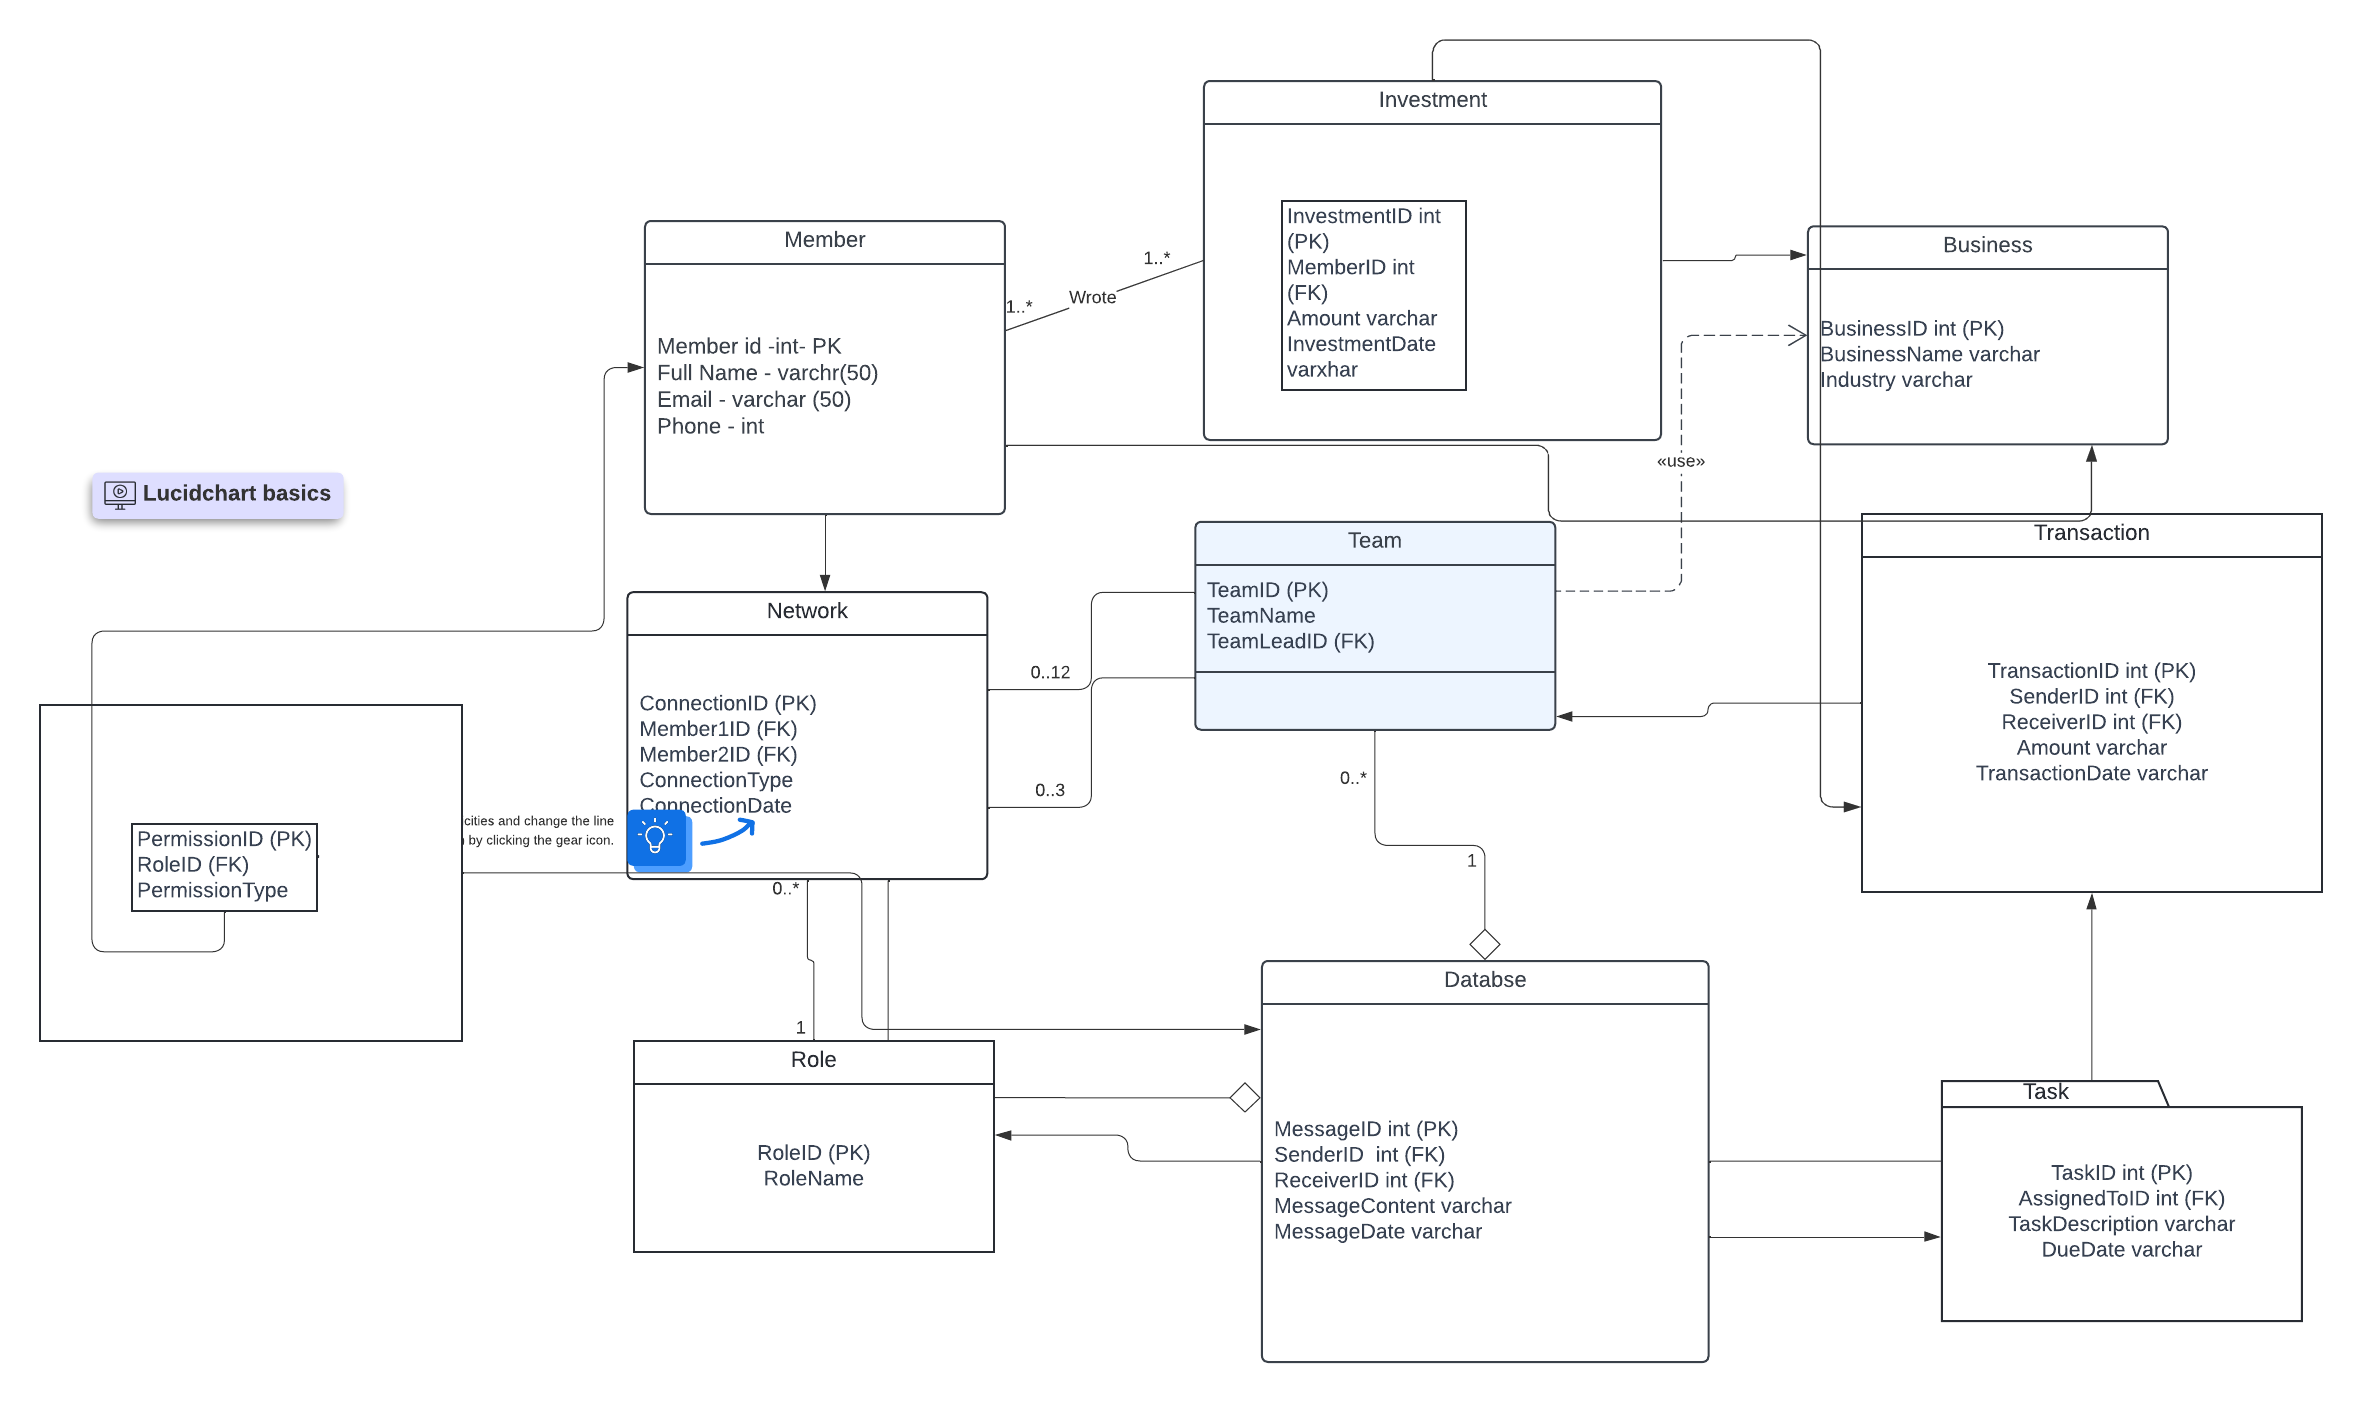 Investment
InvestmentID int
(PK)
MemberID int
(FK)
Amount varchar
InvestmentDate
varxhar
Member
Member id -int- PK
Full Name - varchr(50)
Email - varchar (50)
Phone - int
1..*
Wrote
1..*
Business
BusinessID int (PK)
BusinessName varchar
Industry varchar
«use»
Lucidchart basics
Team
TeamID (PK)
TeamName
TeamLeadID (FK)
Transaction
TransactionID int (PK)
SenderID int (FK)
ReceiverID int (FK)
Amount varchar
TransactionDate varchar
Network
ConnectionID (PK)
Member1ID (FK)
Member2ID (FK)
ConnectionType
ConnectionDate
0..12
0..3
0..*
1
PermissionID (PK)
RoleID (FK)
PermissionType
cities and change the line
by clicking the gear icon.
0..*
1
Role
RoleID (PK)
RoleName
Databse
MessageID int (PK)
SenderID  int (FK)
ReceiverID int (FK)
MessageContent varchar
MessageDate varchar
Task
TaskID int (PK)
AssignedToID int (FK)
TaskDescription varchar
DueDate varchar